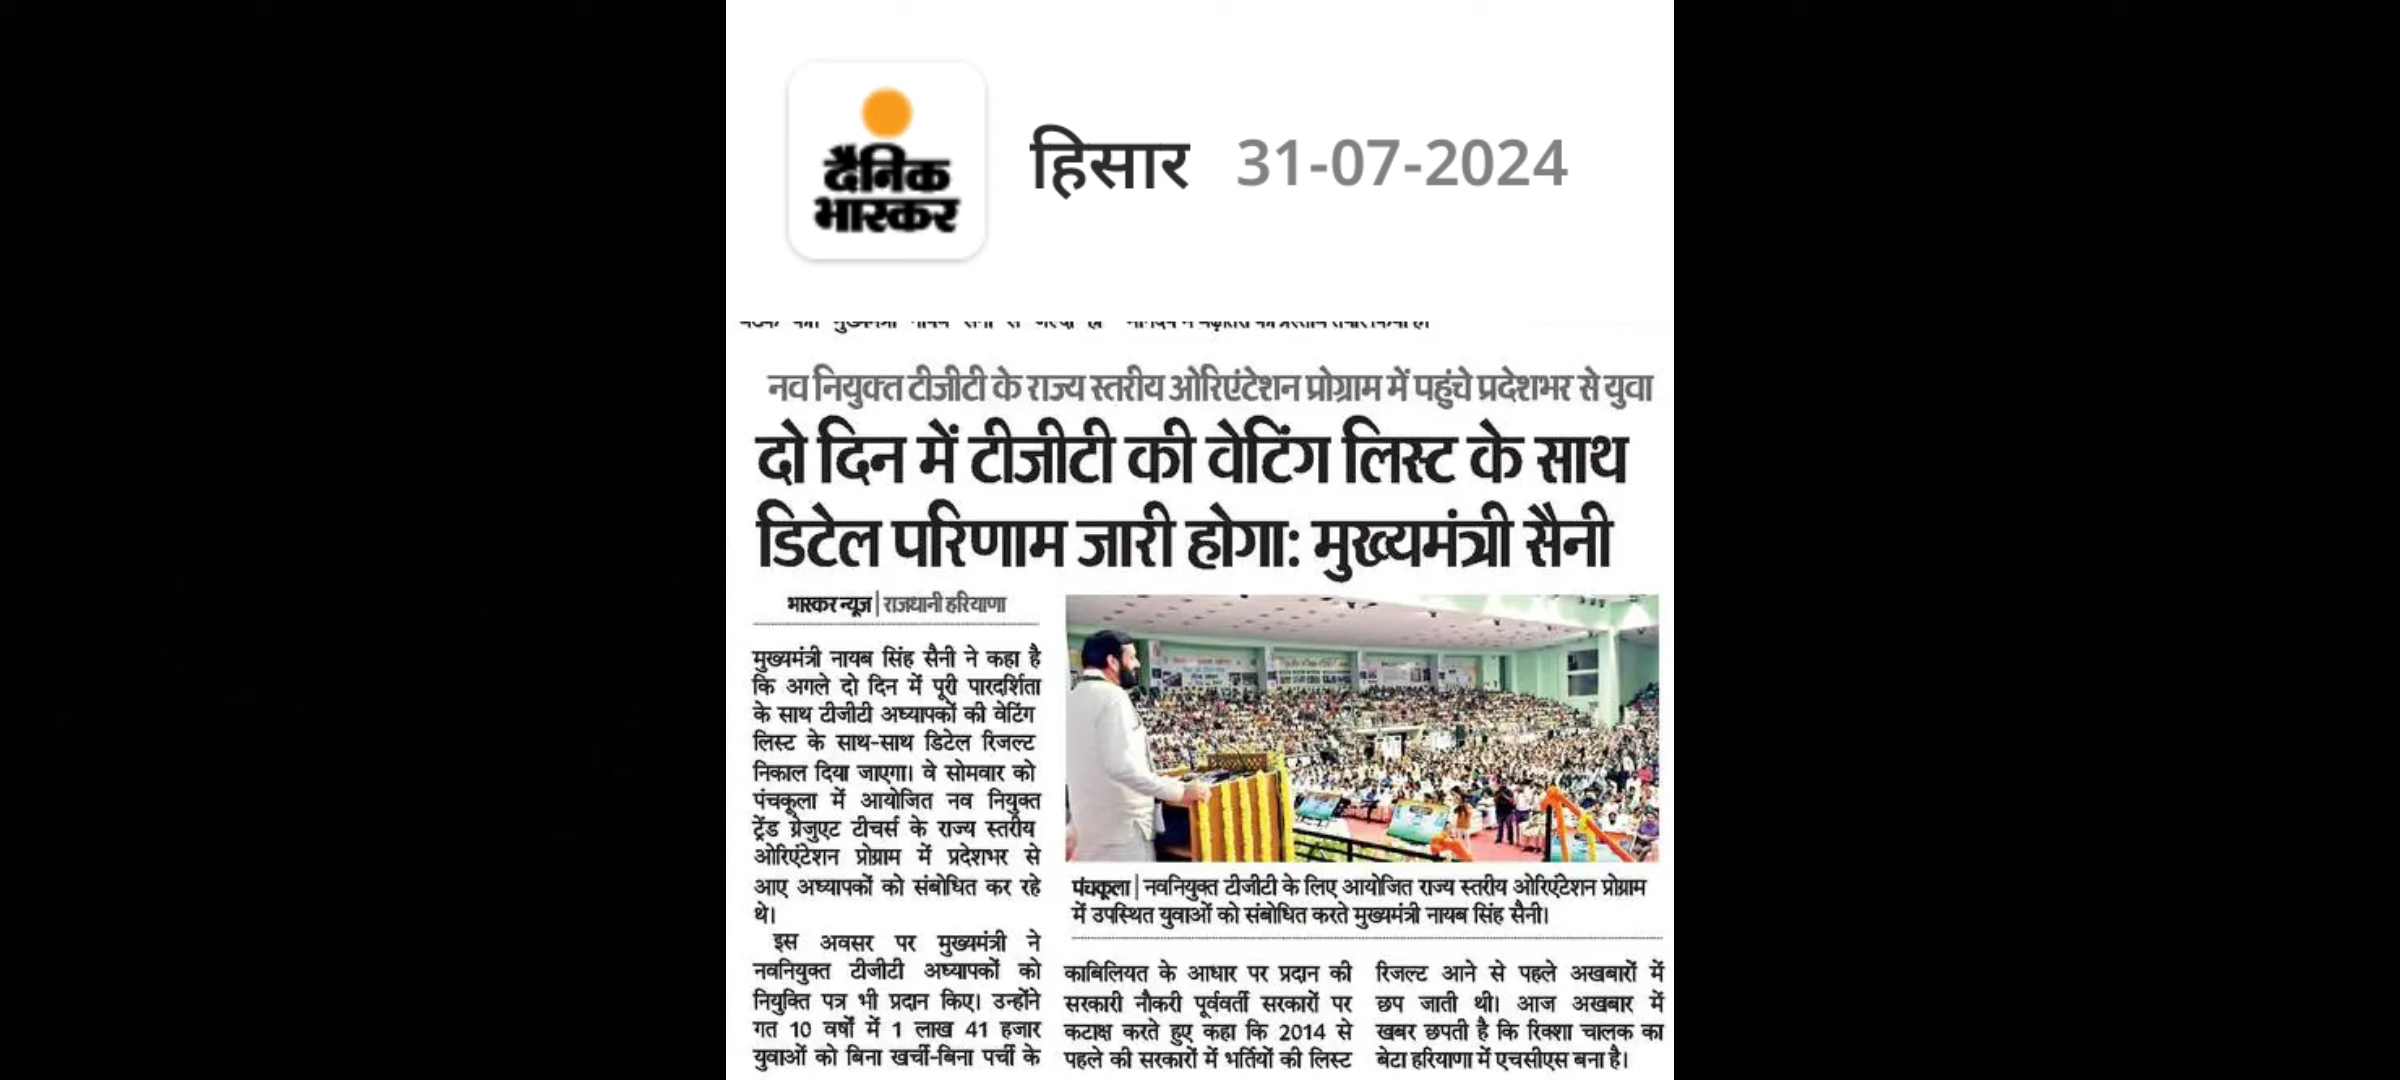 दैनिक
भास्कर
हिसार 31-07-2024
नव नियुक्त टीजीटी के राज्य स्तरीय ओरिएंटेशन प्रोग्राम में पहुंचे प्रदेशभर से युवा
दो दिन में टीजीटी की वेटिंग लिस्ट के साथ
डिटेल परिणाम जारी होगा: मुख्यमंत्री सैनी
भास्कर न्यूज | राजधानी हरियाणा
मुख्यमंत्री नायब सिंह सैनी ने कहा है
कि अगले दो दिन में पूरी पारदर्शिता
के साथ टीजीटी अध्यापकों की वेटिंग
लिस्ट के साथ-साथ डिटेल रिजल्ट
निकाल दिया जाएगा। वे सोमवार को
पंचकूला में आयोजित नव नियुक्त
ट्रेंड ग्रेजुएट टीचर्स के राज्य स्तरीय
ओरिएंटेशन प्रोग्राम में प्रदेशभर से
आए अध्यापकों को संबोधित कर रहे
थे।
इस अवसर पर मुख्यमंत्री ने
नवनियुक्त टीजीटी अध्यापकों को
नियुक्ति पत्र भी प्रदान किए। उन्होंने
गत 10 वर्षों में 1 लाख 41 हजार
युवाओं को बिना खर्ची-बिना पर्ची के
पंचकूला | नवनियुक्त टीजीटी के लिए आयोजित राज्य स्तरीय ओरिएंटेशन प्रोग्राम
में उपस्थित युवाओं को संबोधित करते मुख्यमंत्री नायब सिंह सैनी।
काबिलियत के आधार पर प्रदान की
सरकारी नौकरी पूर्ववर्ती सरकारों पर
कटाक्ष करते हुए कहा कि 2014 से
पहले की सरकारों में भर्तियों की लिस्ट
रिजल्ट आने से पहले अखबारों में
छप जाती थी। आज अखबार में
खबर छपती है कि रिक्शा चालक का
बेटा हरियाणा में एचसीएस बना है।